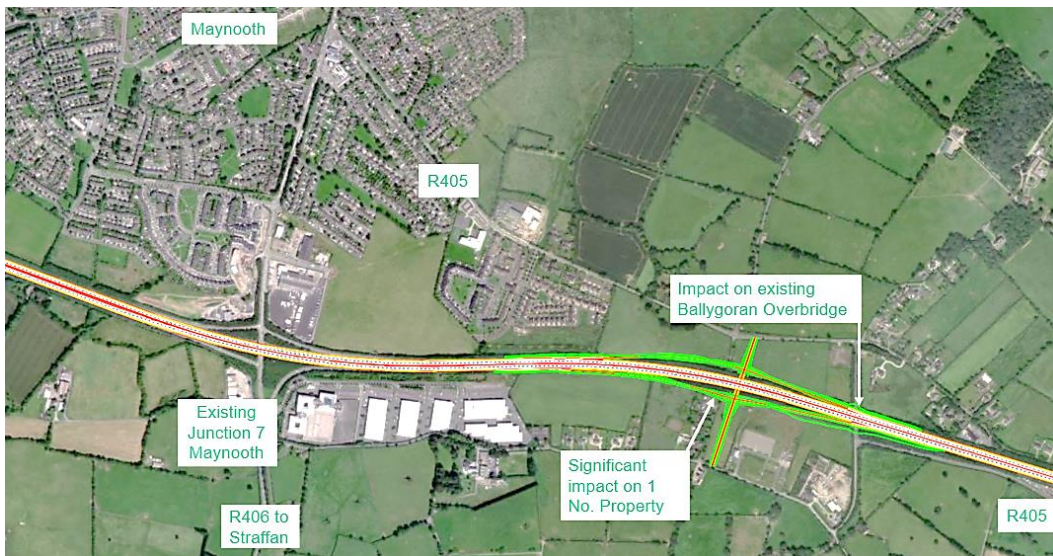 Maynooth
R405
Impact on existing
Ballygoran Overbridge
Existing
Junction 7
Maynooth
Significant
impact on 1
No. Property
R406 to
Straffan
R405